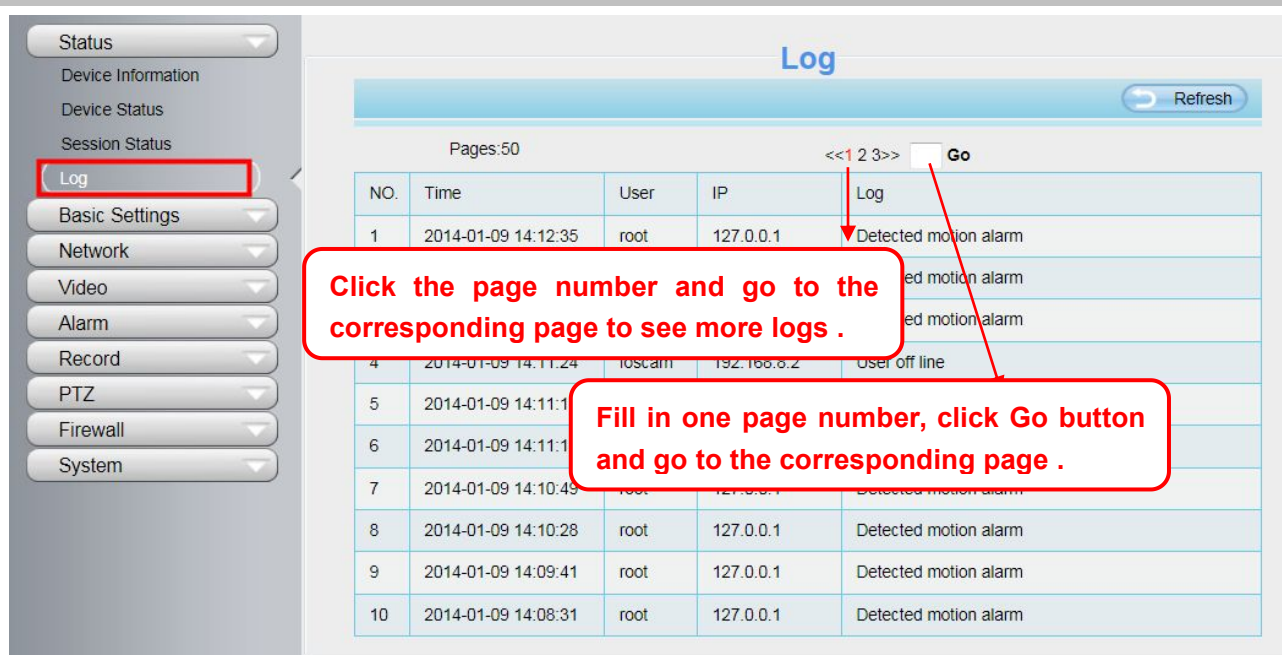 Status
Device Information
Device Status
Session Status
Log
Basic Settings
Network
Video
Alarm
Record
PTZ
Firewall
System
Log
Refresh
Pages:50 <<1 2 3>> Go
NO. Time User IP Log
1 2014-01-09 14:12:35 root 127.0.0.1 Detected motion alarm
motion alarm
motion alarm
Click the page number and go to the
corresponding page to see more logs .
4 2014-01-09 14:11:24 foscam 192.168.8.2 User off line
5 2014-01-09 14:11:1
6 2014-01-09 14:11:1
Fill in one page number, click Go button
and go to the corresponding page .
7 2014-01-09 14:10:49 root 127.0.0.1 Detected motion alarm
8 2014-01-09 14:10:28 root 127.0.0.1 Detected motion alarm
9 2014-01-09 14:09:41 root 127.0.0.1 Detected motion alarm
10 2014-01-09 14:08:31 root 127.0.0.1 Detected motion alarm